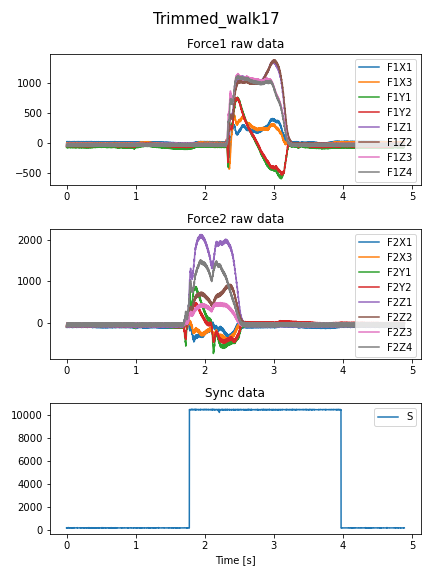 Trimmed_walk17
Force1 raw data
1000
500
0
−500
F1X1
F1X3
F1Y1
F1Y2
F1Z1
F1Z2
F1Z3
F1Z4
0 1 2 3 4 5
Force2 raw data
2000
1000
0
F2X1
F2X3
F2Y1
F2Y2
F2Z1
F2Z2
F2Z3
F2Z4
0 1 2 3 4 5
Sync data
10000
8000
6000
4000
2000
0
S
0 1 2 3 4 5
Time [s]